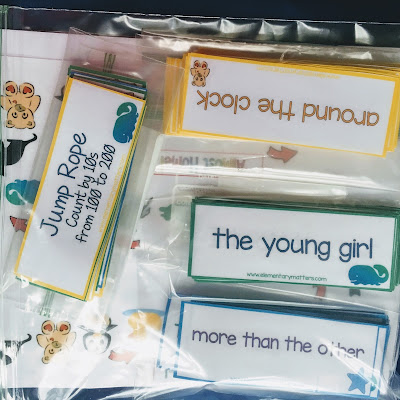 Jump Rope
Count by 10s
from 100 to 200
around the clock
the young girl
www.elementarymatters.com
more than the other